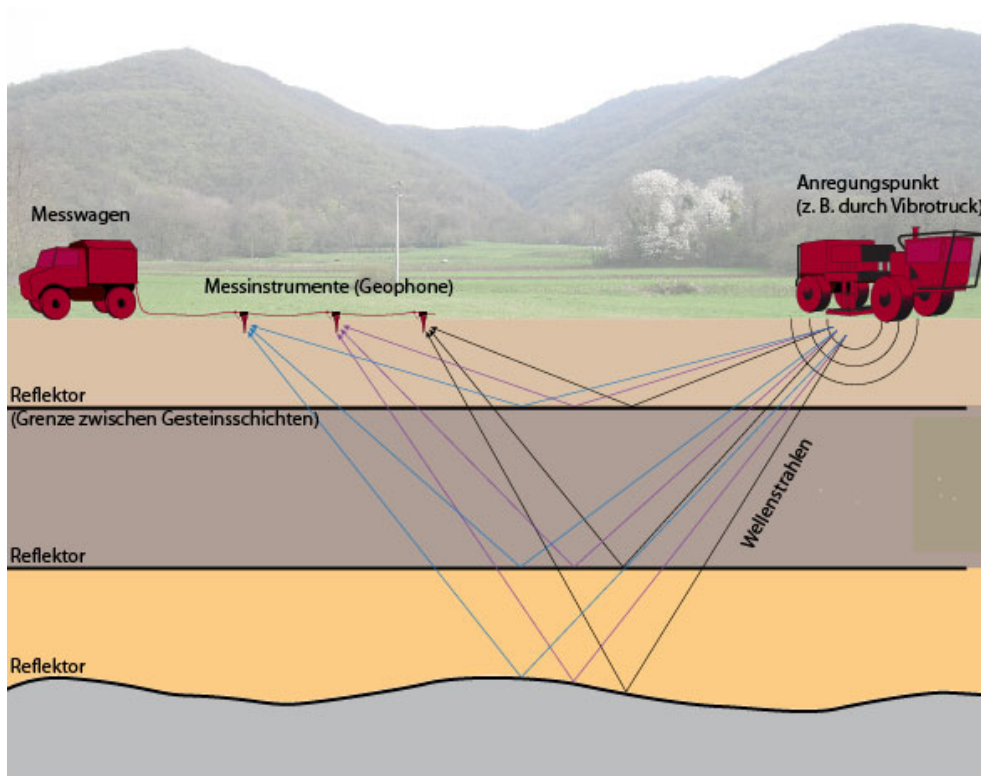 Anregungspunkt
(z. B. durch Vibrotruck)
Messwagen
Messinstrumente (Geophone)
Reflektor
(Grenze zwischen Gesteinsschichten)
Wellenstrahlen
Reflektor
Reflektor